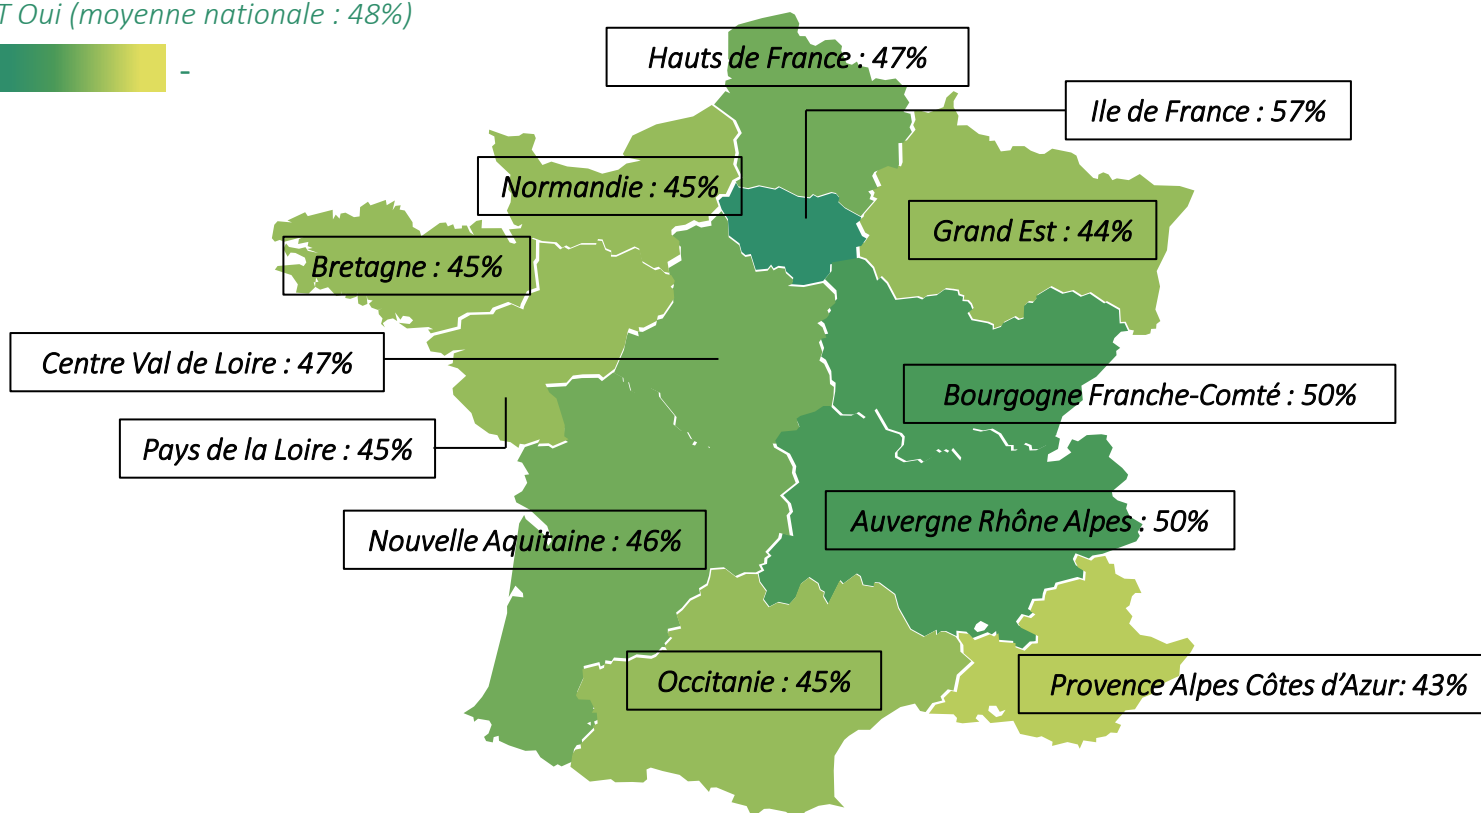 T Oui (moyenne nationale : 48%)
-
Hauts de France : 47%
Ile de France : 57%
Normandie : 45%
Grand Est : 44%
Bretagne : 45%
Centre Val de Loire : 47%
Bourgogne Franche-Comté : 50%
Pays de la Loire : 45%
Auvergne Rhône Alpes : 50%
Nouvelle Aquitaine : 46%
Occitanie : 45%
Provence Alpes Côtes d’Azur: 43%